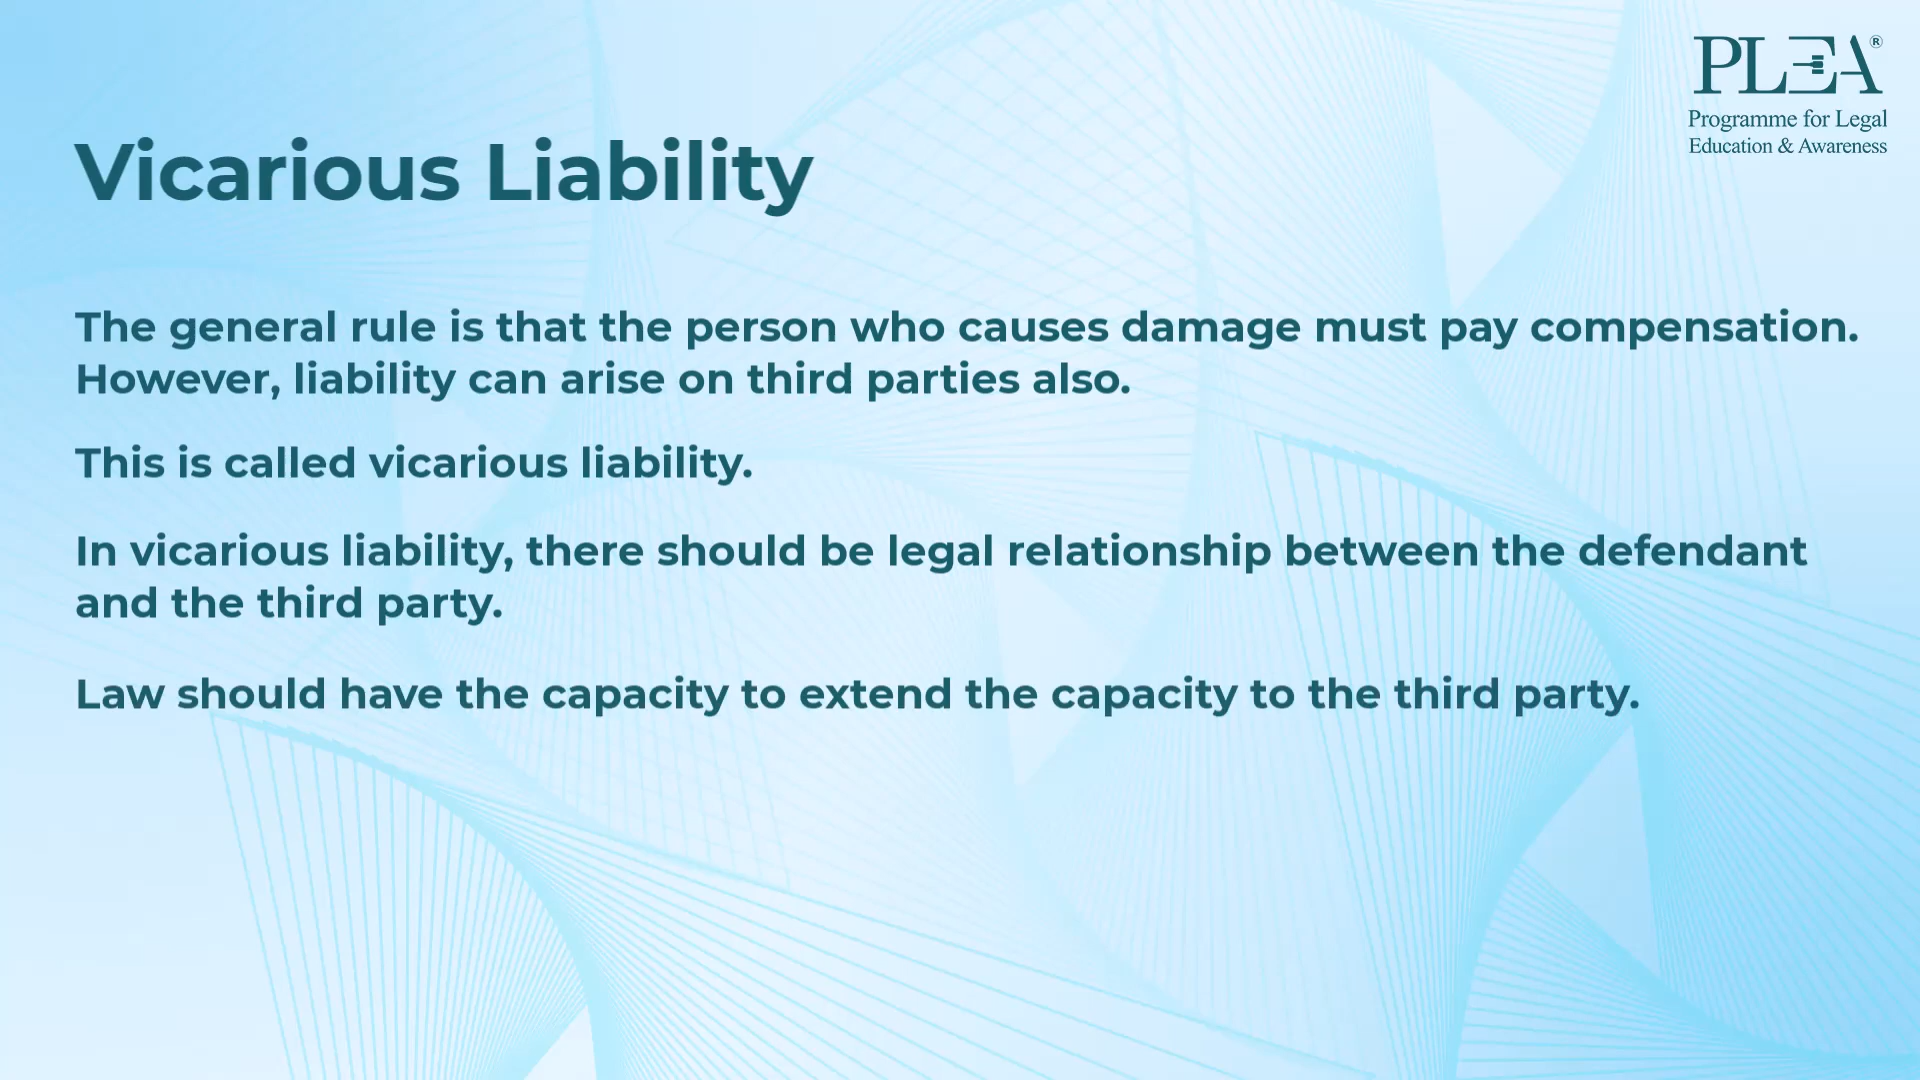 PLEA®
Programme for Legal
Education & Awareness
Vicarious Liability
The general rule is that the person who causes damage must pay compensation.
However, liability can arise on third parties also.
This is called vicarious liability.
In vicarious liability, there should be legal relationship between the defendant
and the third party.
Law should have the capacity to extend the capacity to the third party.